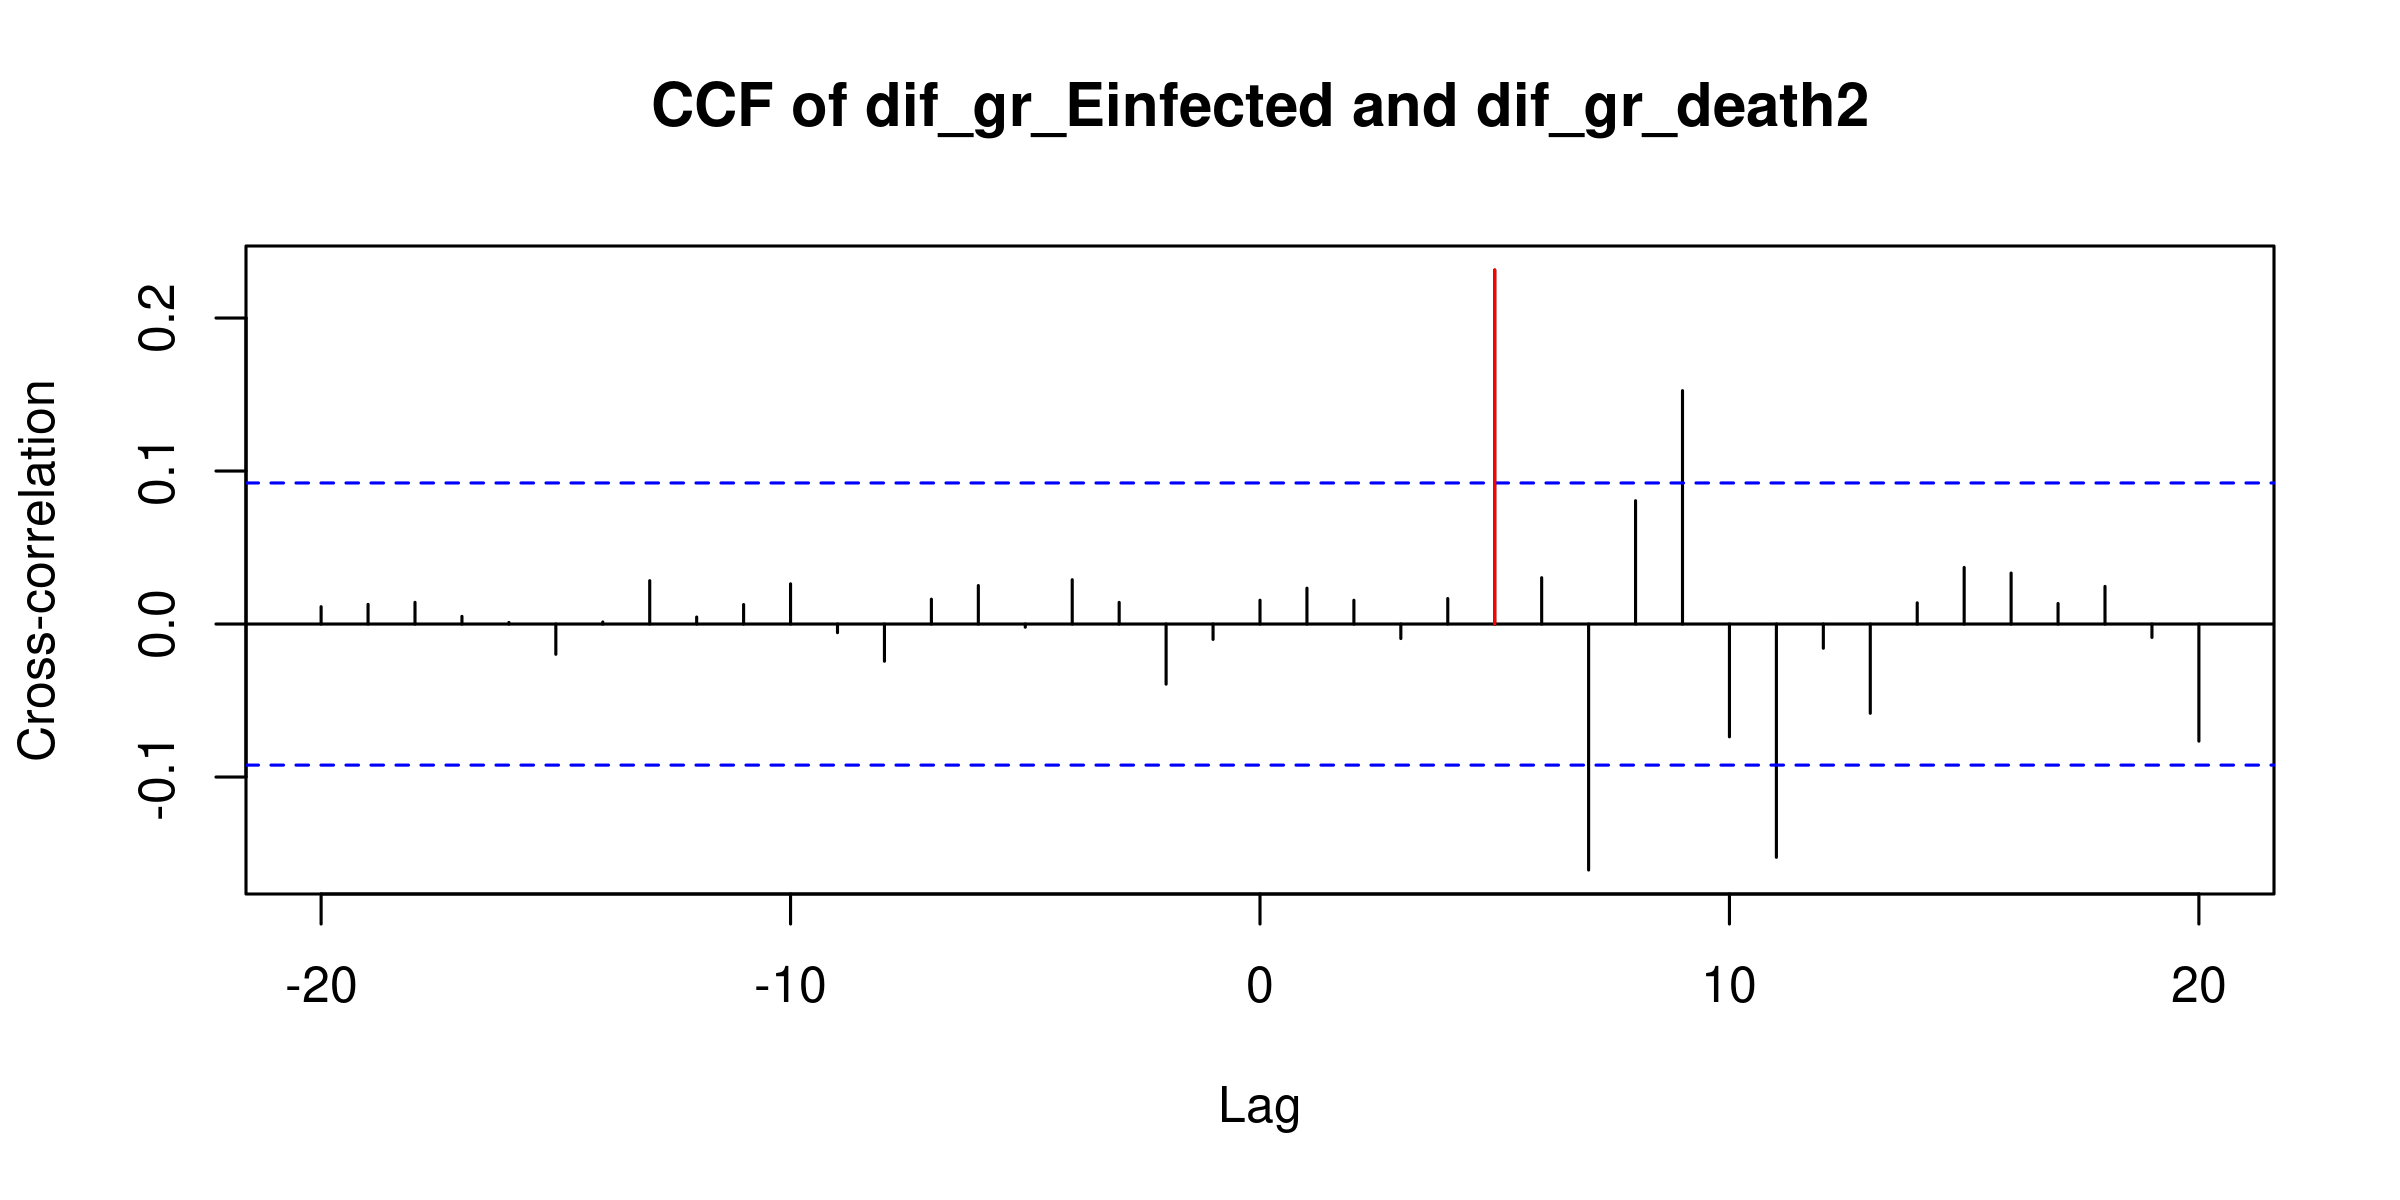 CCF of dif_gr_Einfected and dif_gr_death2
Cross-correlation
0.2
0.1
0.0
-0.1
-20 -10 0 10 20
Lag